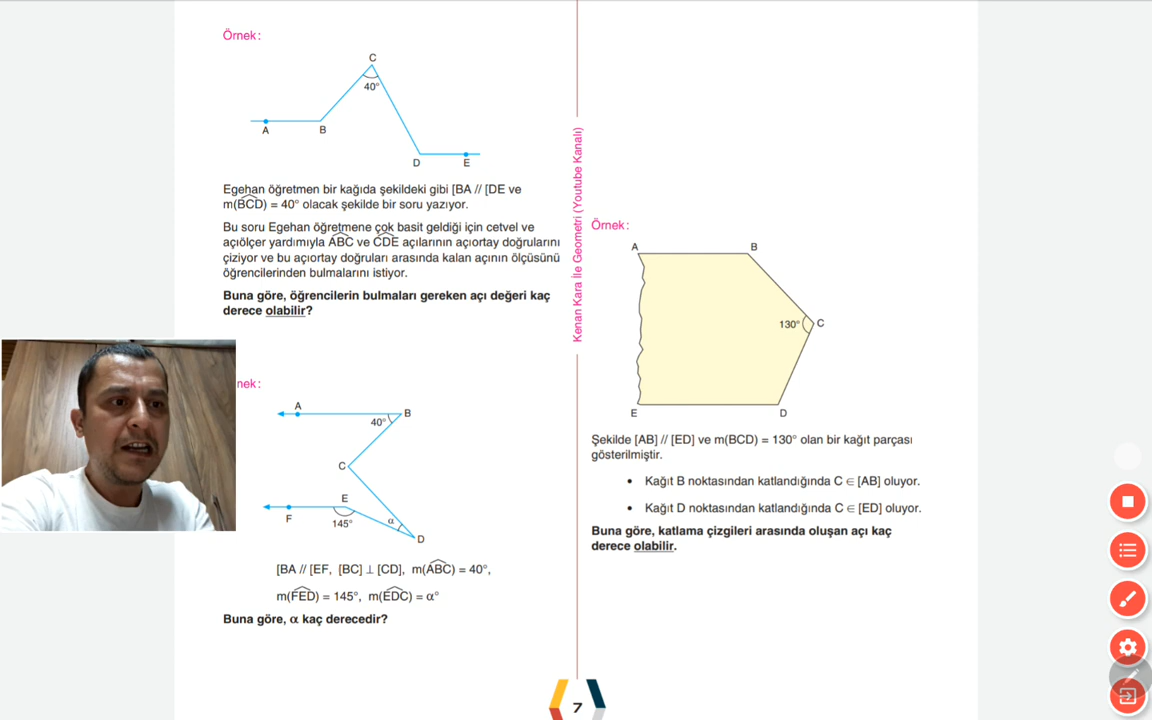 Örnek:
C
40°
A
B
D
E
Egehan öğretmen bir kağıda şekildeki gibi [BA // [DE ve
m(BCD) = 40° olacak şekilde bir soru yazıyor.
Bu soru Egehan öğretmene çok basit geldiği için cetvel ve
açıölçer yardımıyla ABC ve CDE açılarının açıortay doğrularını
çiziyor ve bu açıortay doğruları arasında kalan açının ölçüsünü
öğrencilerinden bulmalarını istiyor.
Buna göre, öğrencilerin bulmaları gereken açı değeri kaç
derece olabilir?
nek:
A
B
40°
C
E
F
145°
α
D
[BA // [EF, [BC] ⊥ [CD], m(ABC) = 40°,
m(FED) = 145°, m(EDC) = α°
Buna göre, α kaç derecedir?
Kenan Kara İle Geometri (Youtube Kanalı)
Örnek:
A
B
130°
C
E
D
Şekilde [AB] // [ED] ve m(BCD) = 130° olan bir kağıt parçası
gösterilmiştir.
• Kağıt B noktasından katlandığında C ∈ [AB] oluyor.
• Kağıt D noktasından katlandığında C ∈ [ED] oluyor.
Buna göre, katlama çizgileri arasında oluşan açı kaç
derece olabilir.
7